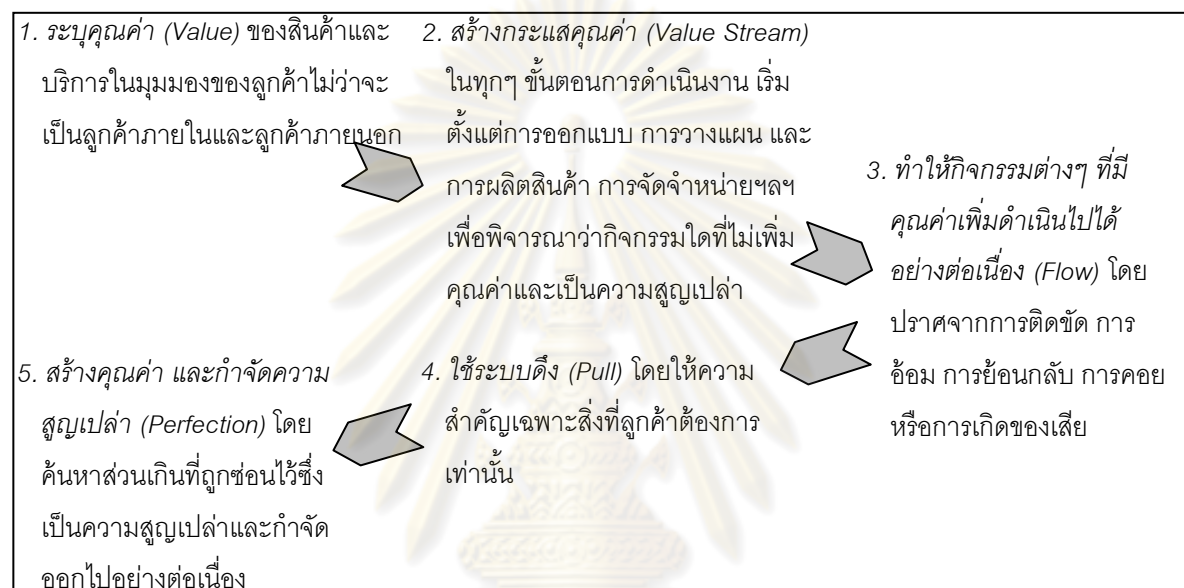 1. ระบุคุณค่า (Value) ของสินค้าและ
บริการในมุมมองของลูกค้าไม่ว่าจะ
เป็นลูกค้าภายในและลูกค้าภายนอก
2. สร้างกระแสคุณค่า (Value Stream)
ในทุกๆ ขั้นตอนการดำเนินงาน เริ่ม
ตั้งแต่การออกแบบ การวางแผน และ
การผลิตสินค้า การจัดจำหน่ายฯลฯ
เพื่อพิจารณาว่ากิจกรรมใดที่ไม่เพิ่ม
คุณค่าและเป็นความสูญเปล่า
3. ทำให้กิจกรรมต่างๆ ที่มี
คุณค่าเพิ่มดำเนินไปได้
อย่างต่อเนื่อง (Flow) โดย
ปราศจากการติดขัด การ
อ้อม การย้อนกลับ การคอย
หรือการเกิดของเสีย
4. ใช้ระบบดึง (Pull) โดยให้ความ
สำคัญเฉพาะสิ่งที่ลูกค้าต้องการ
เท่านั้น
5. สร้างคุณค่า และกำจัดความ
สูญเปล่า (Perfection) โดย
ค้นหาส่วนเกินที่ถูกซ่อนไว้ซึ่ง
เป็นความสูญเปล่าและกำจัด
ออกไปอย่างต่อเนื่อง